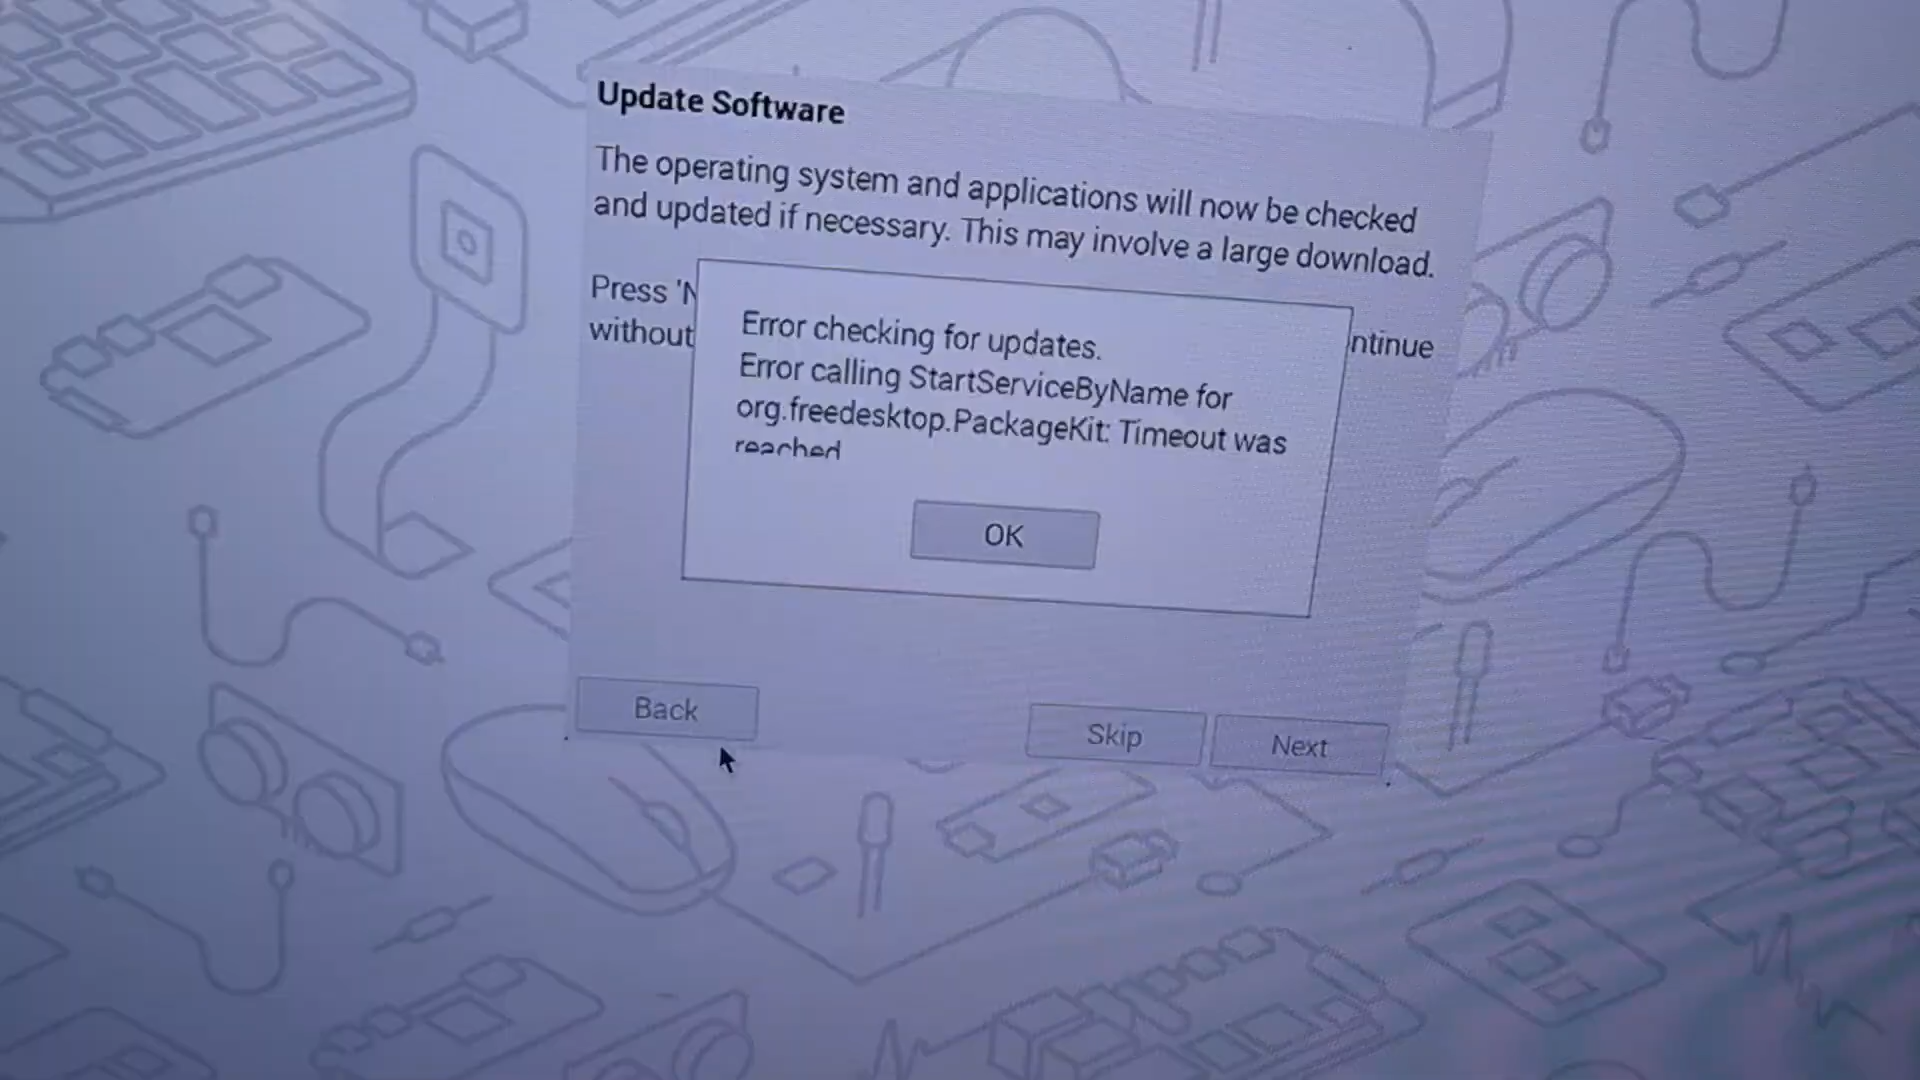 Update Software
The operating system and applications will now be checked
and updated if necessary. This may involve a large download.
Press 'N
ntinue
without
Error checking for updates.
Error calling StartServiceByName for
org.freedesktop.PackageKit: Timeout was
reached
OK
Back
Skip
Next